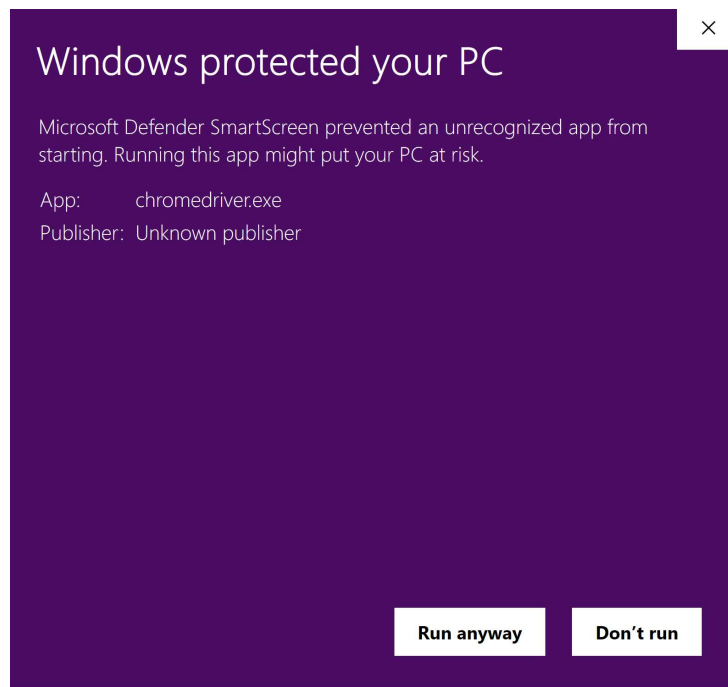 Windows protected your PC
Microsoft Defender SmartScreen prevented an unrecognized app from
starting. Running this app might put your PC at risk.
App: chromedriver.exe
Publisher: Unknown publisher
Run anyway Don’t run